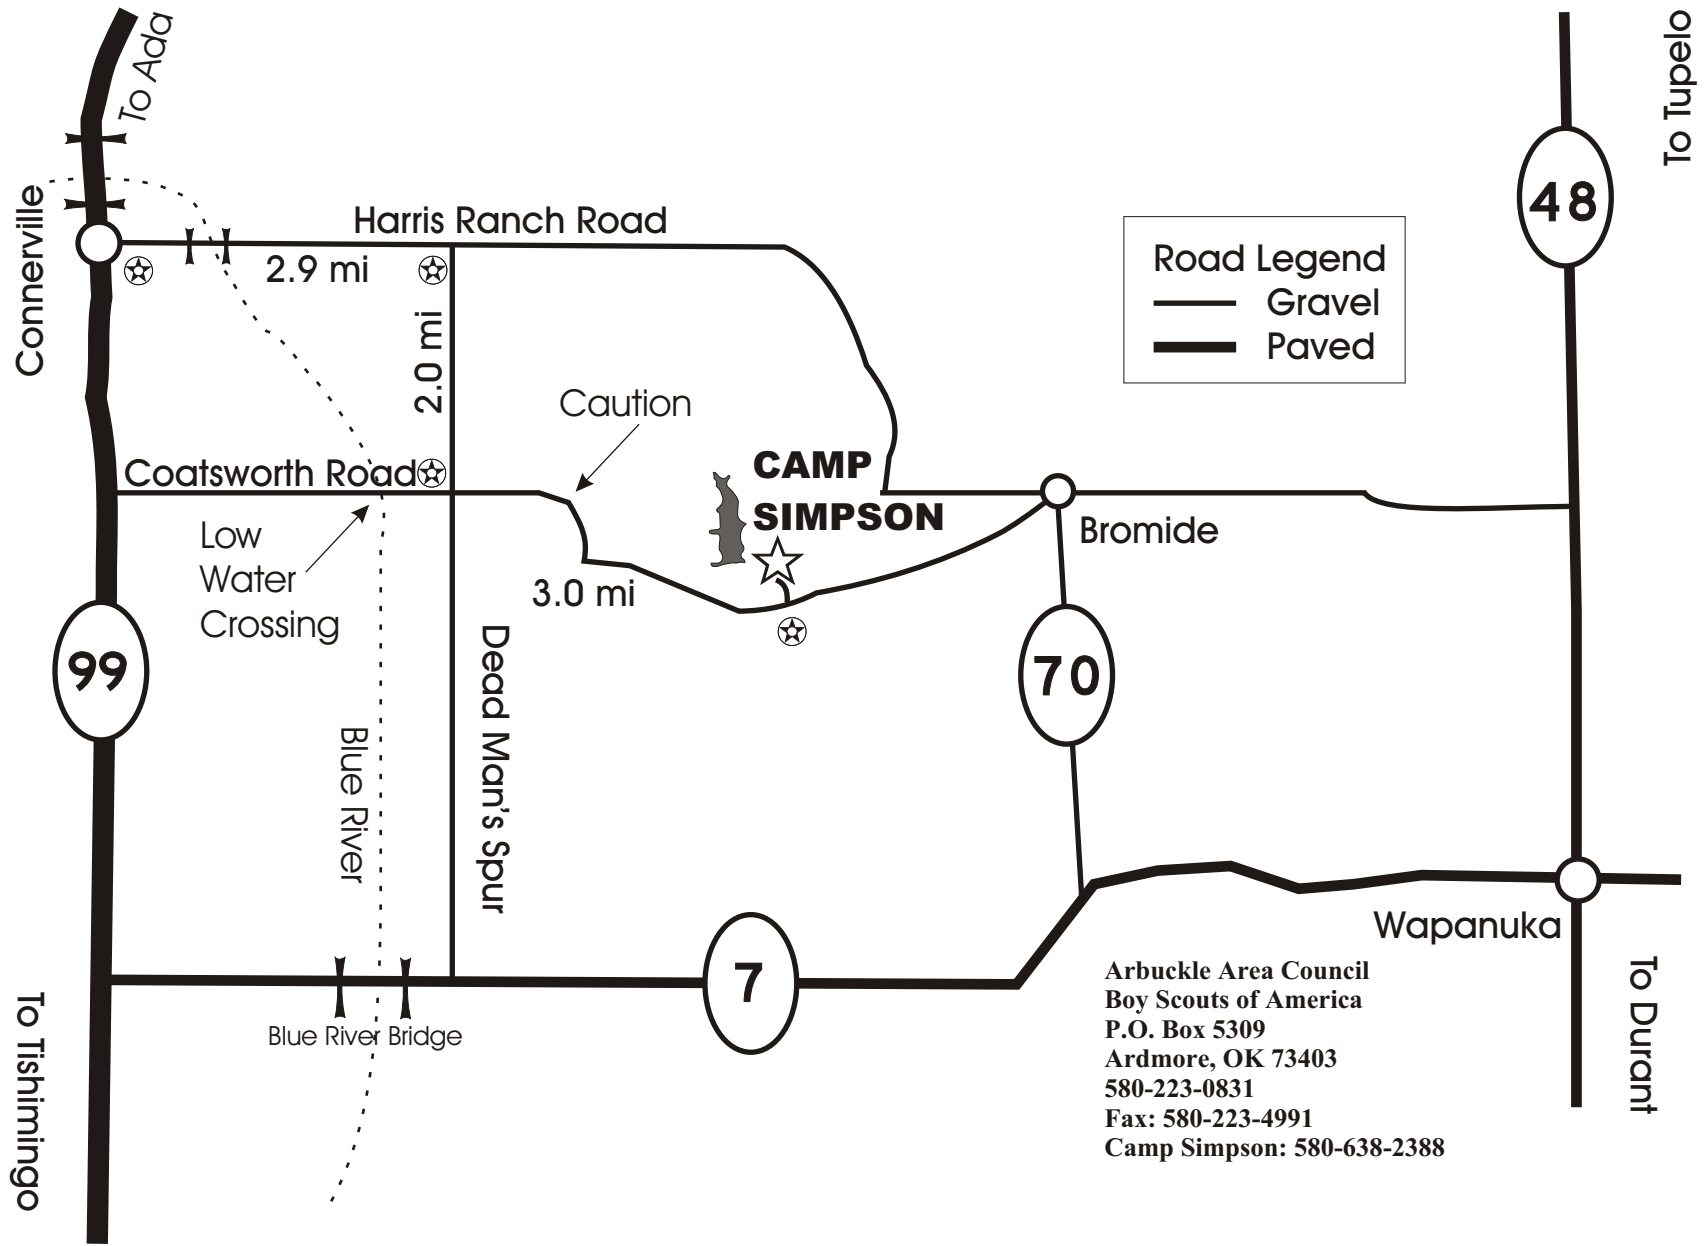 To Ada
To Tupelo
Connerville
Harris Ranch Road
2.9 mi
2.0 mi
48
Road Legend
Gravel
Paved
Caution
CAMP
SIMPSON
Coatsworth Road
Low
Water
Crossing
Bromide
3.0 mi
99
70
Dead Man's Spur
Blue River
Wapanuka
7
Blue River Bridge
To Tishimingo
To Durant
Arbuckle Area Council
Boy Scouts of America
P.O. Box 5309
Ardmore, OK 73403
580-223-0831
Fax: 580-223-4991
Camp Simpson: 580-638-2388